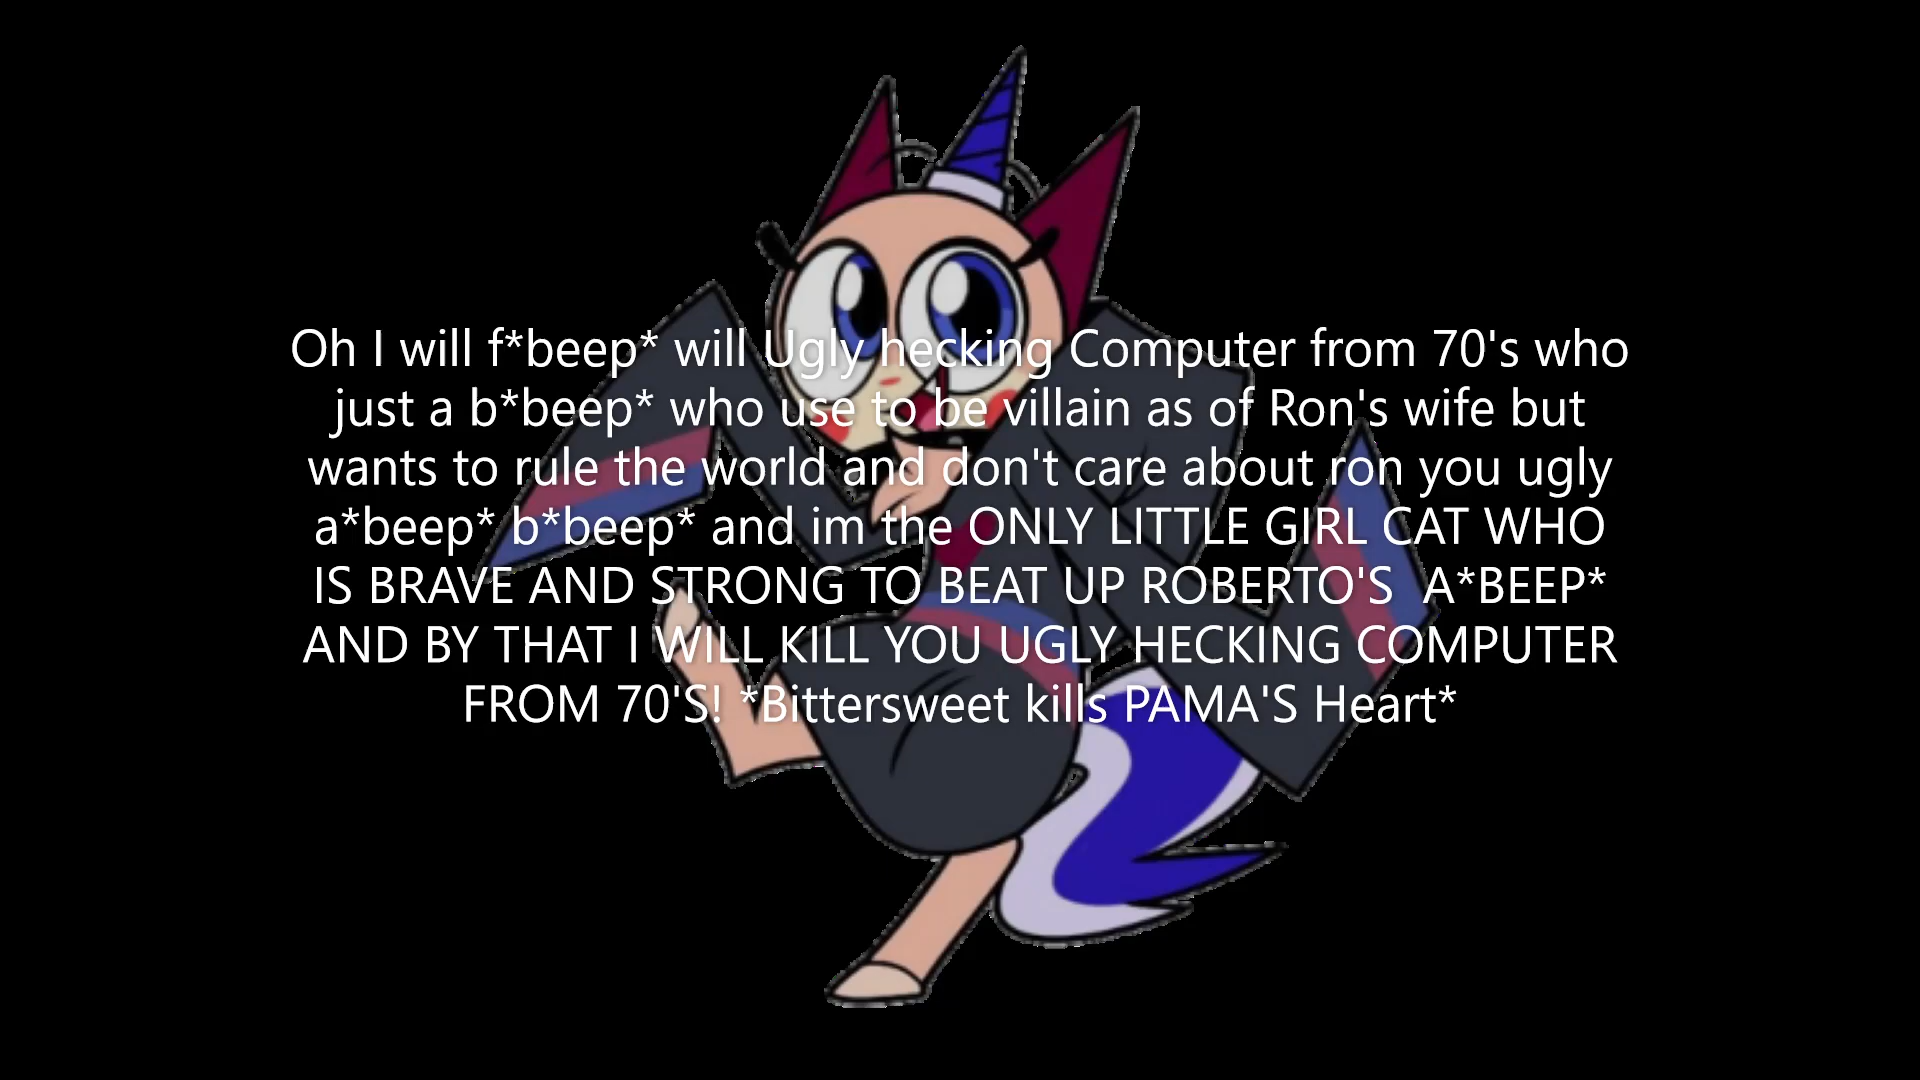 Oh I will f*beep* will Ugly hecking Computer from 70's who
just a b*beep* who use to be villain as of Ron's wife but
wants to rule the world and don't care about ron you ugly
a*beep* b*beep* and im the ONLY LITTLE GIRL CAT WHO
IS BRAVE AND STRONG TO BEAT UP ROBERTO'S  A*BEEP*
AND BY THAT I WILL KILL YOU UGLY HECKING COMPUTER
FROM 70'S! *Bittersweet kills PAMA'S Heart*